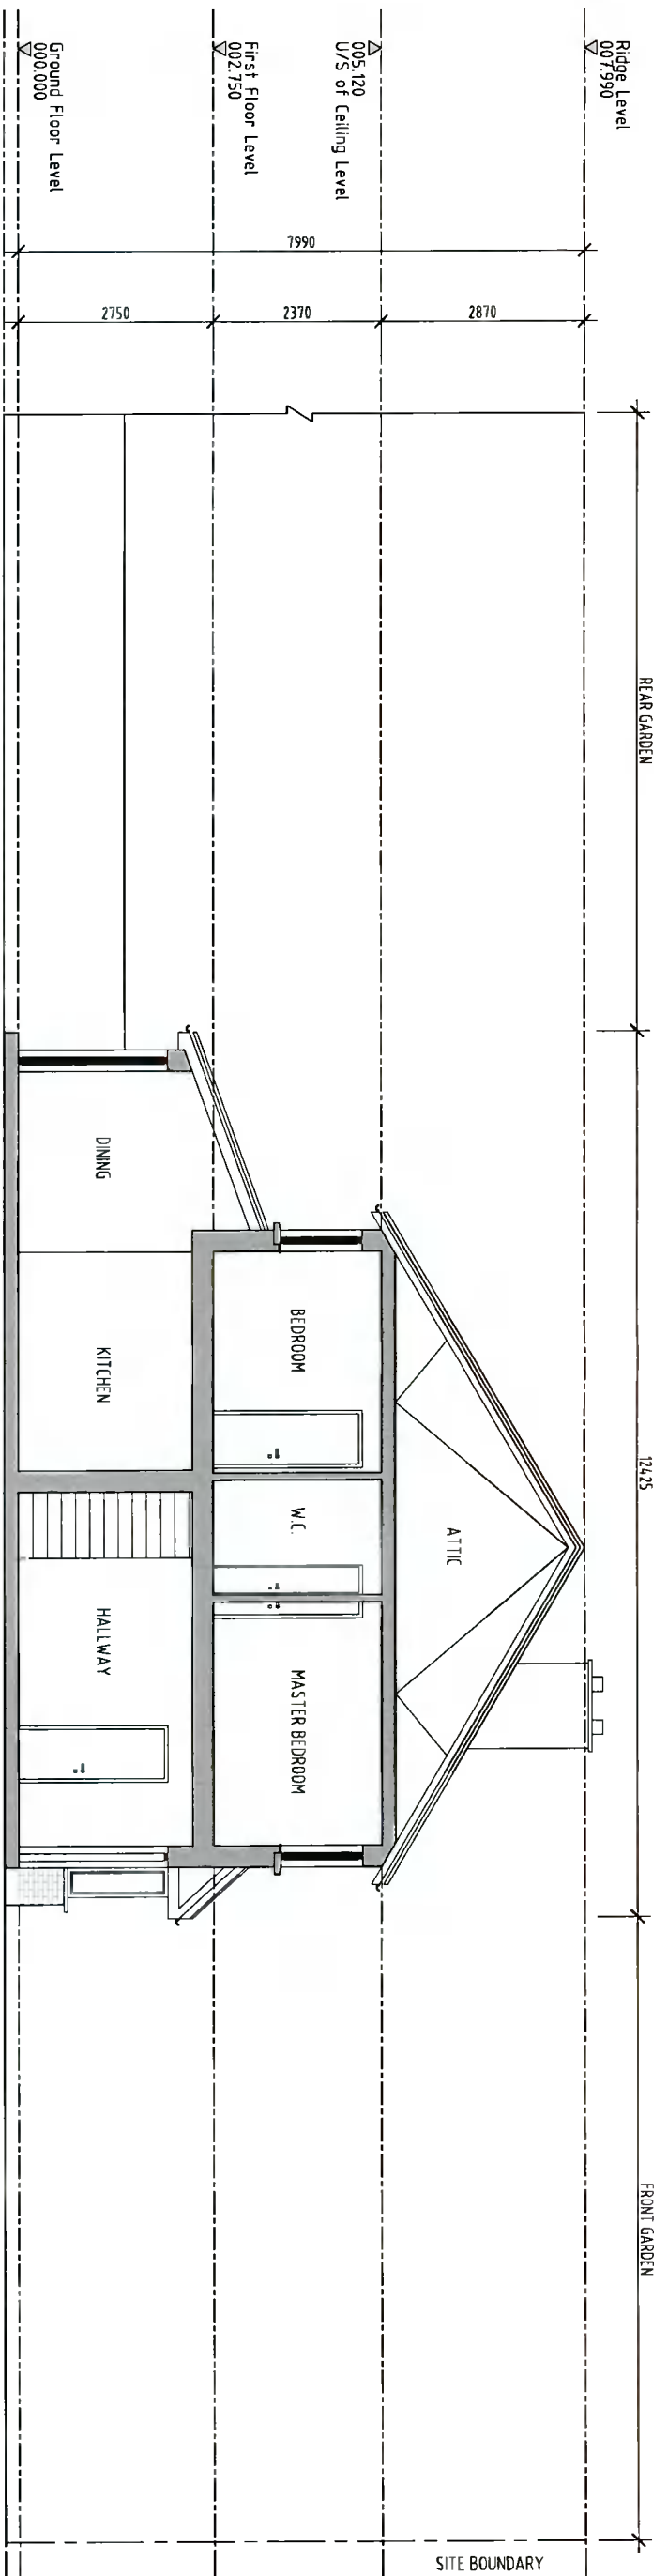 Ridge Level
007.990
005.120
U/S of Ceiling Level
First Floor Level
002.750
Ground Floor Level
000.000
7990
2870
2370
2750
REAR GARDEN
12425
FRONT GARDEN
ATTIC
BEDROOM
W.C.
MASTER BEDROOM
DINING
KITCHEN
HALLWAY
SITE BOUNDARY